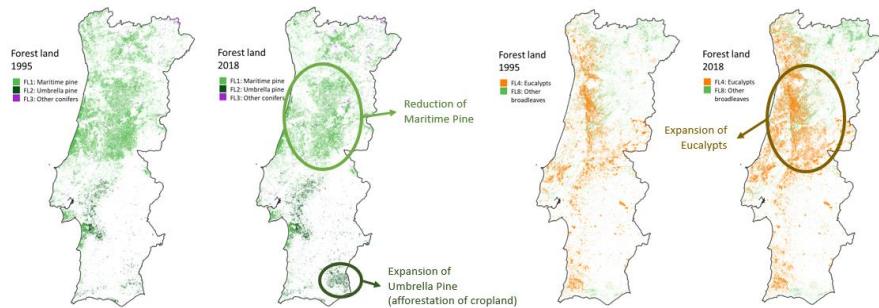 Forest land
1995
FL1: Maritime pine
FL2: Umbrella pine
FL3: Other conifers
Forest land
2018
FL1: Maritime pine
FL2: Umbrella pine
FL3: Other conifers
Reduction of
Maritime Pine
Expansion of
Umbrella Pine
(afforestation of cropland)
Forest land
1995
FL4: Eucalypts
FL8: Other
broadleaves
Forest land
2018
FL4: Eucalypts
FL8: Other
broadleaves
Expansion of
Eucalypts